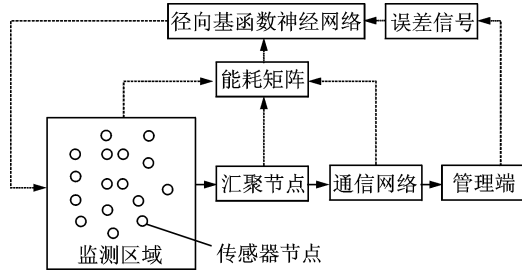 径向基函数神经网络
误差信号
能耗矩阵
汇聚节点
通信网络
管理端
监测区域
传感器节点